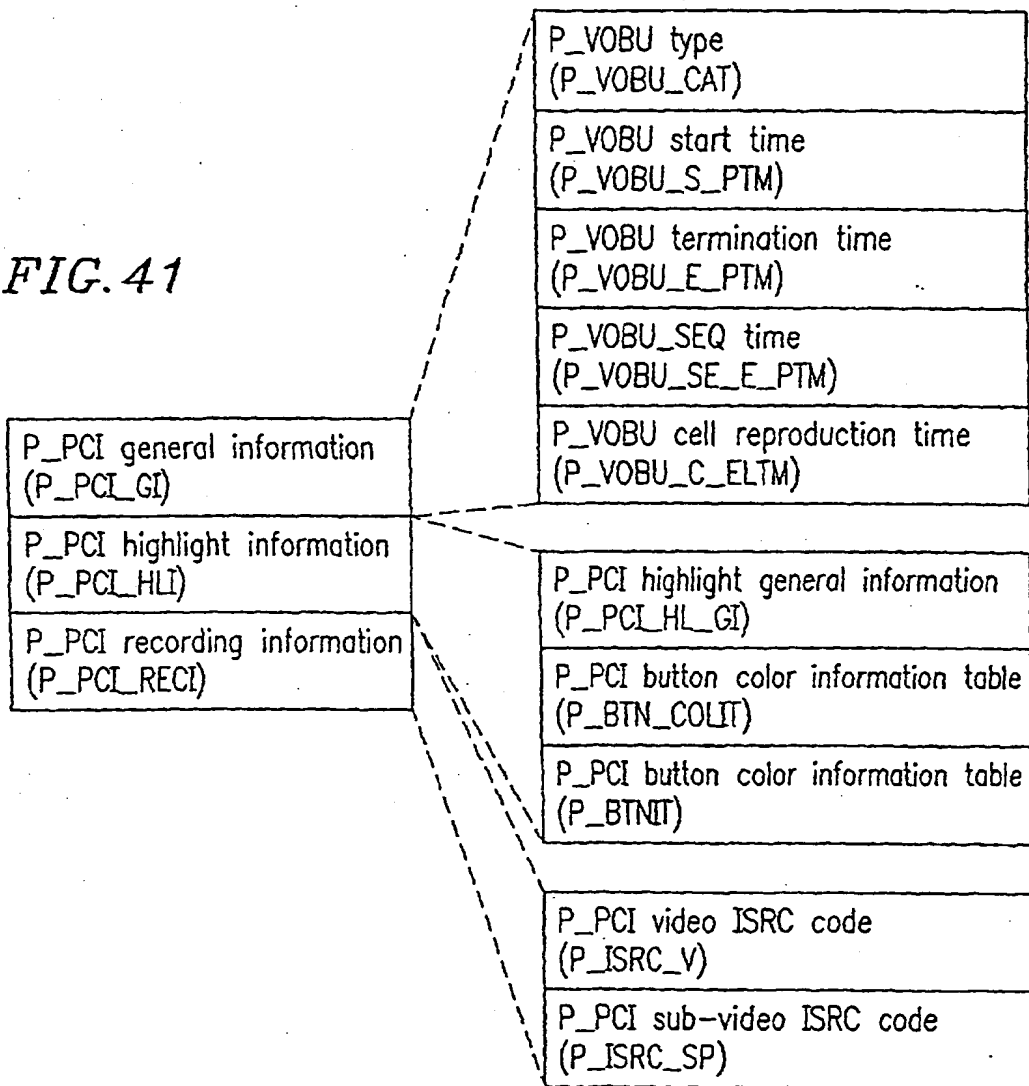 FIG.41
P_PCI general information
(P_PCI_GI)
P_PCI highlight information
(P_PCI_HLI)
P_PCI recording information
(P_PCI_RECI)
P_VOBU type
(P_VOBU_CAT)
P_VOBU start time
(P_VOBU_S_PTM)
P_VOBU termination time
(P_VOBU_E_PTM)
P_VOBU_SEQ time
(P_VOBU_SE_E_PTM)
P_VOBU cell reproduction time
(P_VOBU_C_ELTM)
P_PCI highlight general information
(P_PCI_HL_GI)
P_PCI button color information table
(P_BTN_COLIT)
P_PCI button color information table
(P_BTNIT)
P_PCI video ISRC code
(P_ISRC_V)
P_PCI sub-video ISRC code
(P_ISRC_SP)